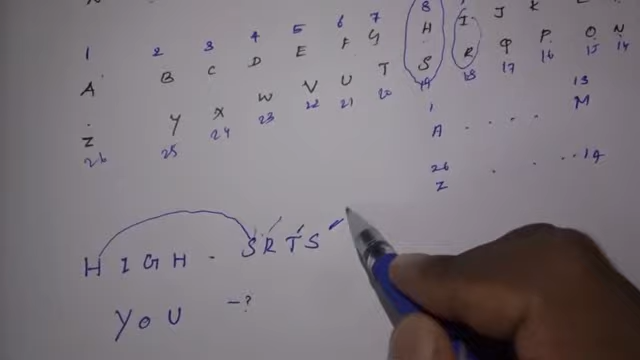 8
1 2 3 4 5 6 7 H I J K
A B C D E F G S R Q P O N
Z Y X W V U T 19 18 17 16 15 14
26 25 24 23 22 21 20
1 13
A . . . . M
26 . . . .. 14
Z
HIGH - SRTS
YOU - ?